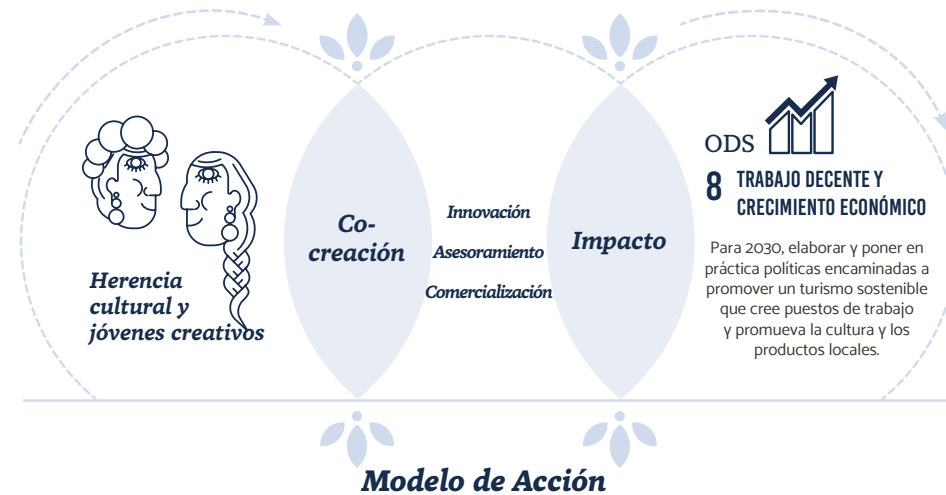 Herencia
cultural y
jóvenes creativos
Co-
creación
Innovación
Asesoramiento
Comercialización
Impacto
ODS
8 TRABAJO DECENTE Y
CRECIMIENTO ECONÓMICO
Para 2030, elaborar y poner en
práctica políticas encaminadas a
promover un turismo sostenible
que cree puestos de trabajo
y promueva la cultura y los
productos locales.
Modelo de Acción